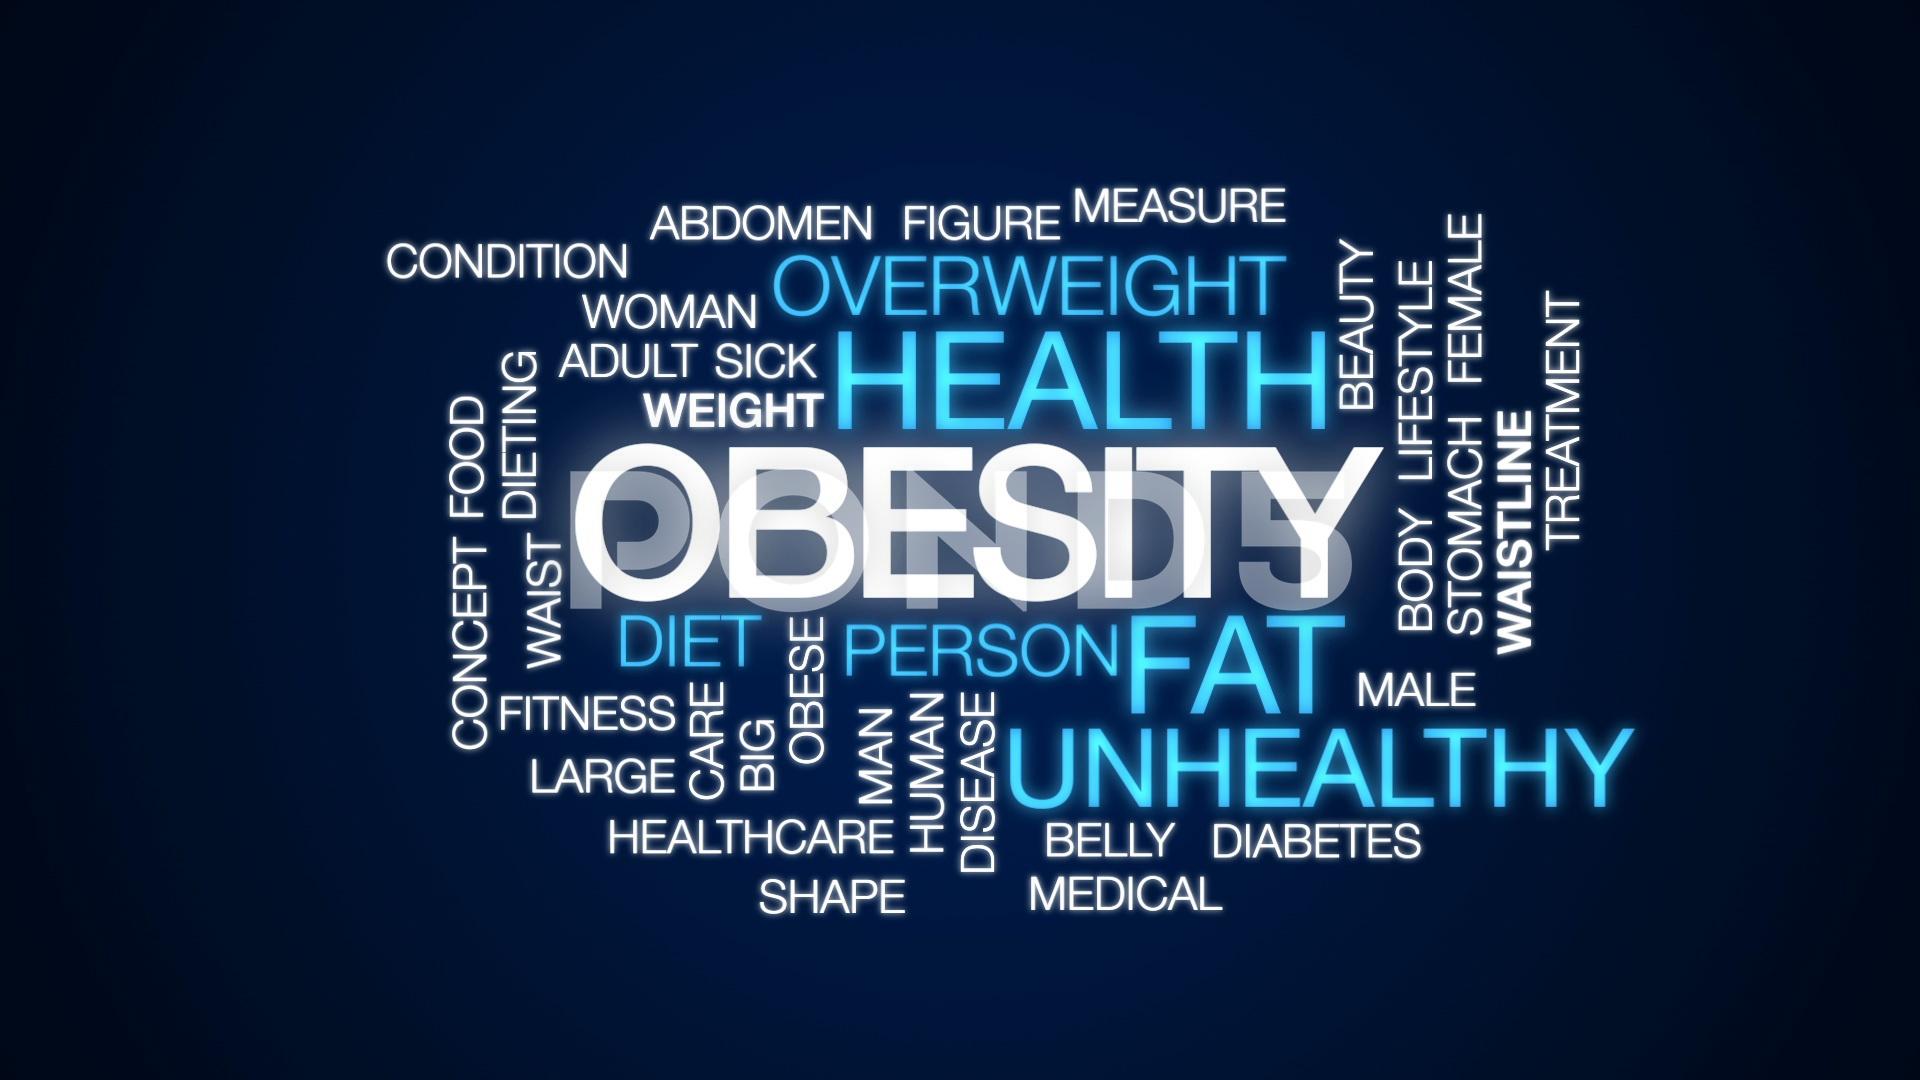 MEASURE
ABDOMEN FIGURE
CONDITION
OVERWEIGHT
WOMAN
ADULT SICK
HEALTH
WEIGHT
BEAUTY
LIFESTYLE
FEMALE
TREATMENT
DIETING
FOOD
OBESITY
POND5
CONCEPT
WAIST
BODY
STOMACH
WAISTLINE
DIET
PERSON
FAT
OBESE
MALE
FITNESS
CARE
BIG
MAN
HUMAN
DISEASE
UNHEALTHY
LARGE
HEALTHCARE
BELLY DIABETES
SHAPE
MEDICAL